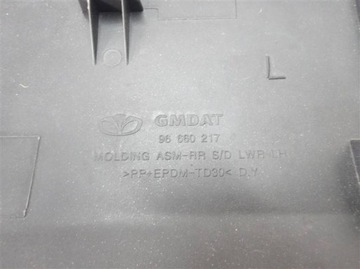 L
GMDAT
96 660 217
MOLDING ASM-RR S/D LWR-LH
>PP+EPDM-TD30< D.Y